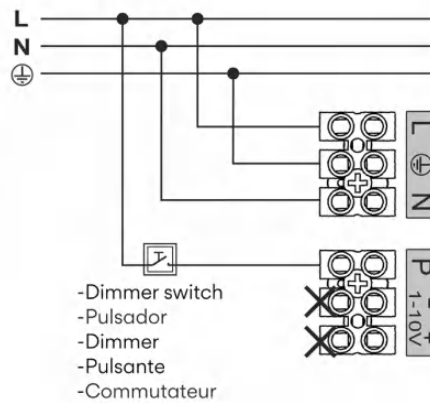 L
N
L
N
P
- +
1-10V
-Dimmer switch
-Pulsador
-Dimmer
-Pulsante
-Commutateur